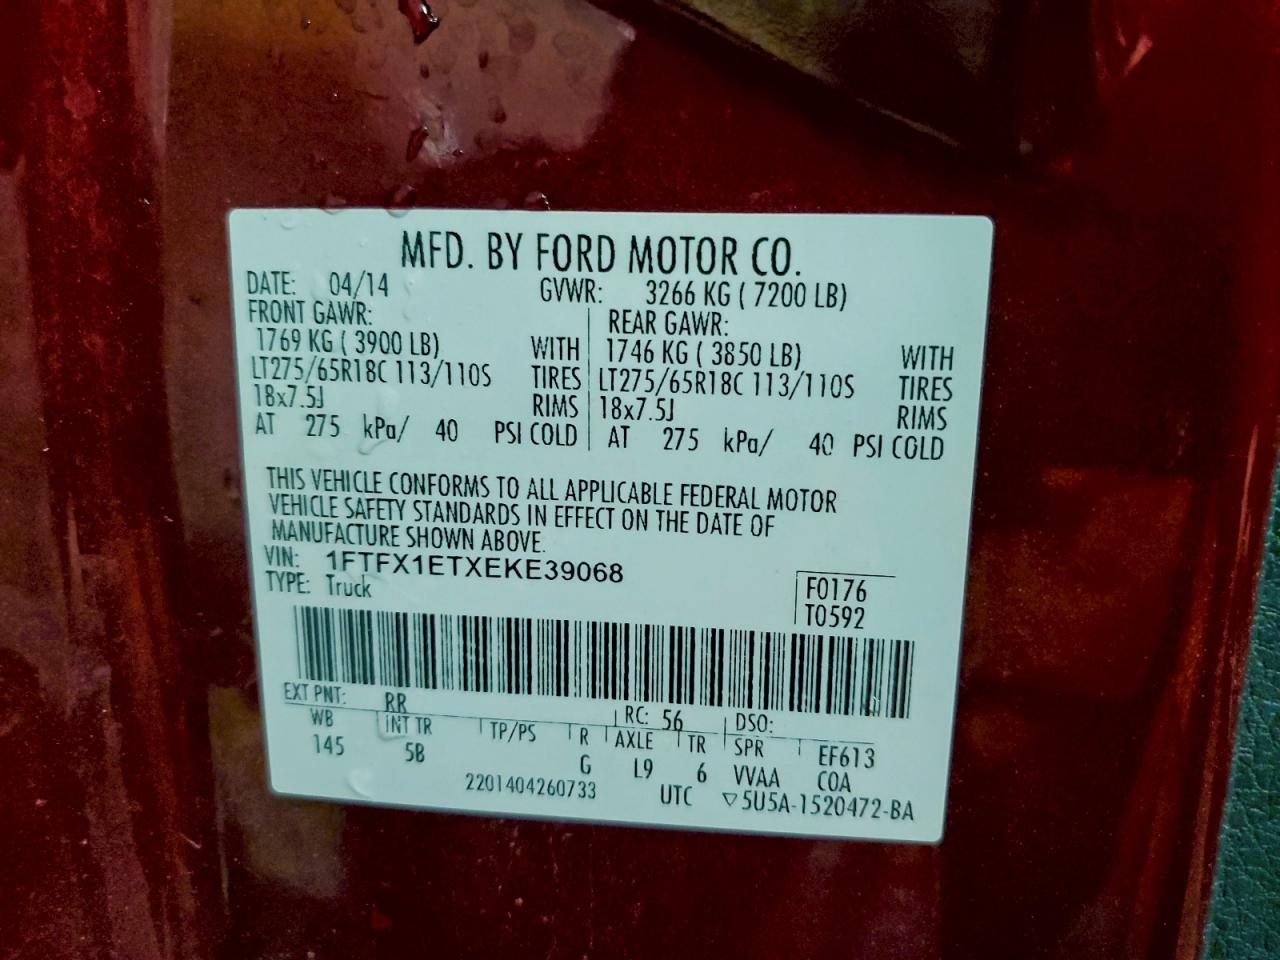 MFD. BY FORD MOTOR CO.
DATE: 04/14 GVWR: 3266 KG ( 7200 LB)
FRONT GAWR: REAR GAWR:
1769 KG ( 3900 LB) WITH 1746 KG ( 3850 LB) WITH
LT275/65R18C 113/110S TIRES LT275/65R18C 113/110S TIRES
18x7.5J RIMS 18x7.5J RIMS
AT 275 kPa/ 40 PSI COLD AT 275 kPa/ 40 PSI COLD
THIS VEHICLE CONFORMS TO ALL APPLICABLE FEDERAL MOTOR
VEHICLE SAFETY STANDARDS IN EFFECT ON THE DATE OF
MANUFACTURE SHOWN ABOVE.
VIN: 1FTFX1ETXEKE39068
TYPE: Truck
F0176
T0592
EXT PNT: RR RC: 56 DSO:
WB INT TR TP/PS R AXLE TR SPR EF613
145 5B G L9 6 VVAA COA
2201404260733 UTC ▽5U5A-1520472-BA